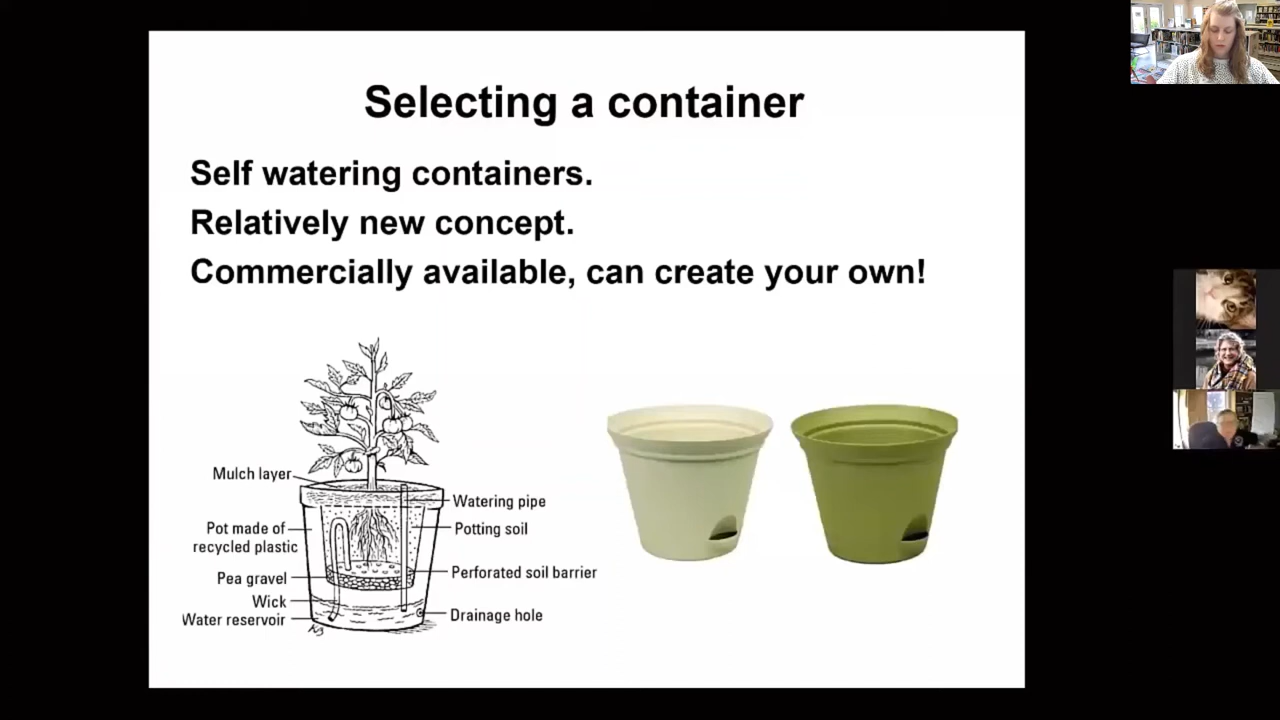 Selecting a container
Self watering containers.
Relatively new concept.
Commercially available, can create your own!
Mulch layer
Pot made of
recycled plastic
Pea gravel
Wick
Water reservoir
Watering pipe
Potting soil
Perforated soil barrier
Drainage hole